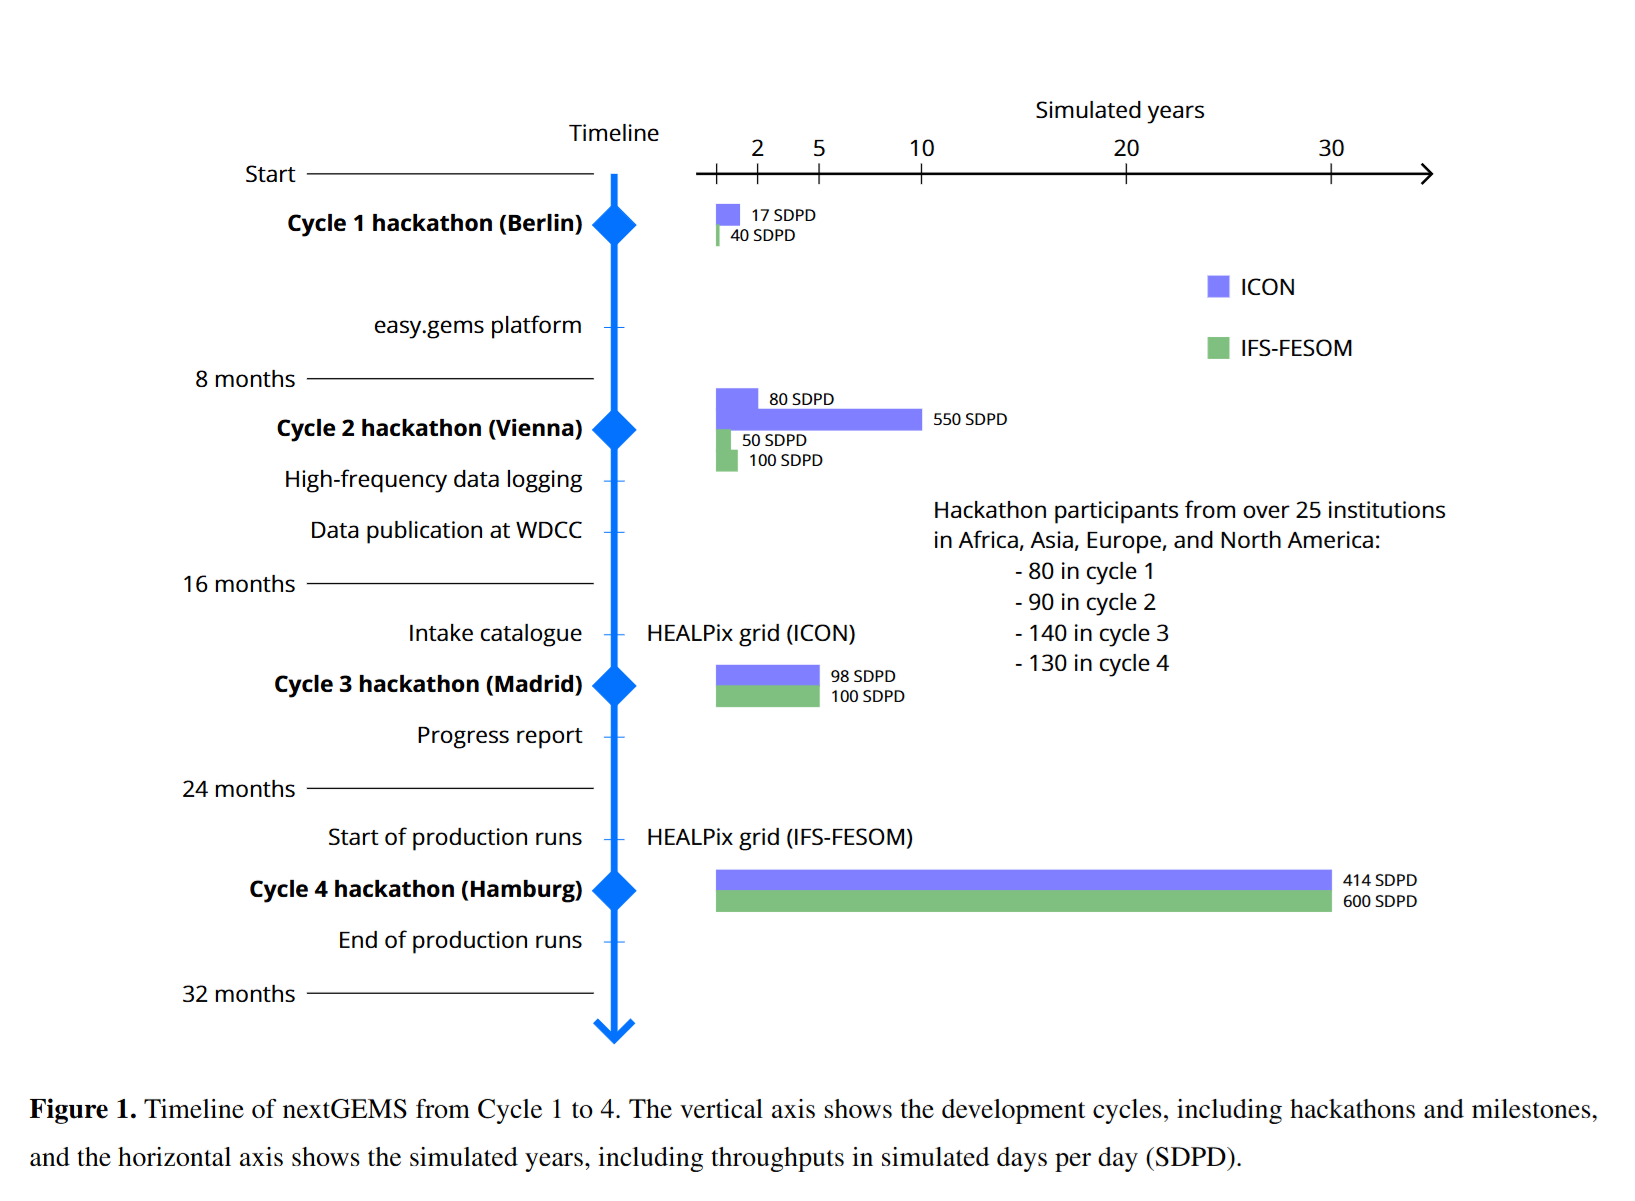 Simulated years
Timeline
2 5 10 20 30
Start
Cycle 1 hackathon (Berlin)
17 SDPD
40 SDPD
ICON
easy.gems platform
IFS-FESOM
8 months
80 SDPD
550 SDPD
Cycle 2 hackathon (Vienna)
50 SDPD
100 SDPD
High-frequency data logging
Hackathon participants from over 25 institutions
in Africa, Asia, Europe, and North America:
- 80 in cycle 1
- 90 in cycle 2
- 140 in cycle 3
- 130 in cycle 4
Data publication at WDCC
16 months
Intake catalogue
HEALPix grid (ICON)
98 SDPD
100 SDPD
Cycle 3 hackathon (Madrid)
Progress report
24 months
Start of production runs
HEALPix grid (IFS-FESOM)
414 SDPD
600 SDPD
Cycle 4 hackathon (Hamburg)
End of production runs
32 months
Figure 1. Timeline of nextGEMS from Cycle 1 to 4. The vertical axis shows the development cycles, including hackathons and milestones,
and the horizontal axis shows the simulated years, including throughputs in simulated days per day (SDPD).